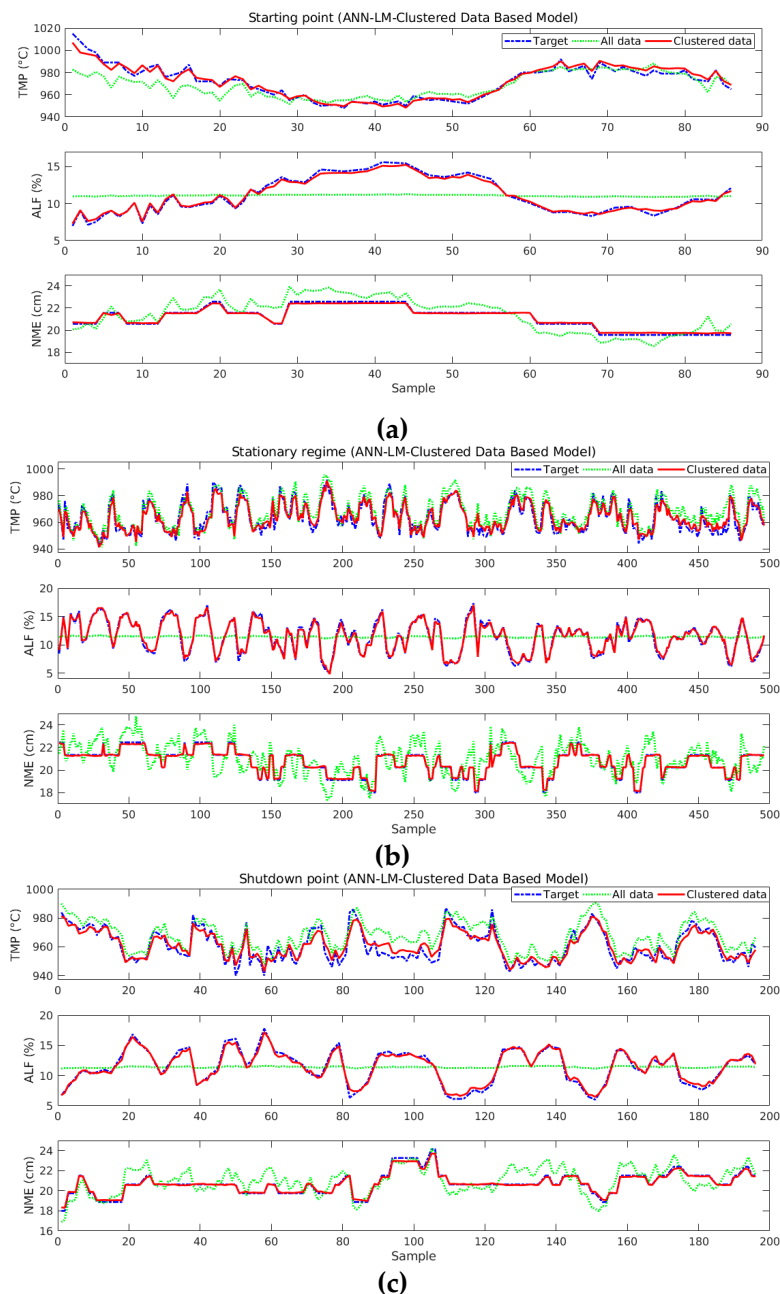 Starting point (ANN-LM-Clustered Data Based Model)
Target All data Clustered data
TMP (°C)
1020
1000
980
960
940
0 10 20 30 40 50 60 70 80 90
ALF (%)
15
10
5
0 10 20 30 40 50 60 70 80 90
NME (cm)
24
22
20
18
0 10 20 30 40 50 60 70 80 90
Sample
(a)
Stationary regime (ANN-LM-Clustered Data Based Model)
Target All data Clustered data
TMP (°C)
1000
980
960
940
0 50 100 150 200 250 300 350 400 450 500
ALF (%)
20
15
10
5
0 50 100 150 200 250 300 350 400 450 500
NME (cm)
24
22
20
18
0 50 100 150 200 250 300 350 400 450 500
Sample
(b)
Shutdown point (ANN-LM-Clustered Data Based Model)
Target All data Clustered data
TMP (°C)
1000
980
960
940
0 20 40 60 80 100 120 140 160 180 200
ALF (%)
20
15
10
5
0 20 40 60 80 100 120 140 160 180 200
NME (cm)
24
22
20
18
16
0 20 40 60 80 100 120 140 160 180 200
Sample
(c)